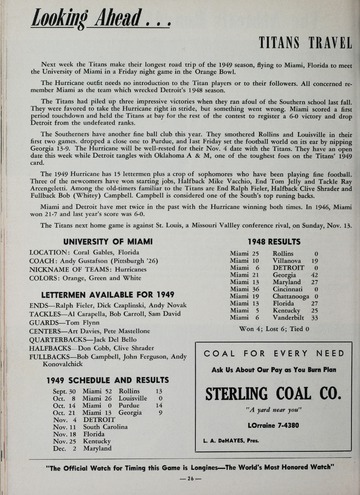 Looking Ahead . . .
TITANS TRAVEL
Next week the Titans make their longest road trip of the 1949 season, flying to Miami, Florida to meet
the University of Miami in a Friday night game in the Orange Bowl.
The Hurricane outfit needs no introduction to the Titan players or to their followers. All concerned re-
member Miami as the team which wrecked Detroit's 1948 season.
The Titans had piled up three impressive victories when they ran afoul of the Southern school last fall.
They were favored to take the Hurricane right in stride, but something went wrong. Miami scored a first
period touchdown and held the Titans at bay for the rest of the contest to register a 6-0 victory and drop
Detroit from the undefeated ranks.
The Southerners have another fine ball club this year. They smothered Rollins and Louisville in their
first two games, dropped a close one to Purdue, and last Friday set the football world on its ear by nipping
Georgia 13-9. The Hurricane will be well-rested for their Nov. 4 date with the Titans. They have an open
date this week while Detroit tangles with Oklahoma A & M, one of the toughest foes on the Titans' 1949
card.
The 1949 Hurricane has 15 lettermen plus a crop of sophomores who have been playing fine football.
Three of the newcomers have won starting jobs, Halfback Mike Vacchio, End Tom Jelly and Tackle Ray
Arcengeletti. Among the old-timers familiar to the Titans are End Ralph Fieler, Halfback Clive Shrader and
Fullback Bob (Whitey) Campbell. Campbell is considered one of the South's top runing backs.
Miami and Detroit have met twice in the past with the Hurricane winning both times. In 1946, Miami
won 21-7 and last year's score was 6-0.
The Titans next home game is against St. Louis, a Missouri Vallley conference rival, on Sunday, Nov. 13.
UNIVERSITY OF MIAMI
LOCATION: Coral Gables, Florida
COACH: Andy Gustafson (Pittsburgh '26)
NICKNAME OF TEAMS: Hurricanes
COLORS: Orange, Green and White
LETTERMEN AVAILABLE FOR 1949
ENDS—Ralph Fieler, Dick Czaplinski, Andy Novak
TACKLES—Al Carapella, Bob Carroll, Sam David
GUARDS—Tom Flynn
CENTERS—Art Davies, Pete Mastellone
QUARTERBACKS—Jack Del Bello
HALFBACKS—Don Cobb, Clive Shrader
FULLBACKS—Bob Campbell, John Ferguson, Andy
Konovalchick
1949 SCHEDULE AND RESULTS
Sept. 30 Miami 52 Rollins 13
Oct. 8 Miami 26 Louisville 0
Oct. 14 Miami 0 Purdue 14
Oct. 21 Miami 13 Georgia 9
Nov. 4 DETROIT
Nov. 11 South Carolina
Nov. 18 Florida
Nov. 25 Kentucky
Dec. 2 Maryland
1948 RESULTS
Miami 25 Rollins 0
Miami 10 Villanova 19
Miami 6 DETROIT 0
Miami 21 Georgia 42
Miami 13 Maryland 27
Miami 36 Cincinnati 0
Miami 19 Chattanooga 0
Miami 13 Florida 27
Miami 5 Kentucky 25
Miami 6 Vanderbilt 33
Won 4; Lost 6; Tied 0
COAL FOR EVERY NEED
Ask Us About Our Pay as You Burn Plan
STERLING COAL CO.
"A yard near you"
LOrraine 7-4380
L. A. DeHAYES, Pres.
"The Official Watch for Timing this Game is Longines—The World's Most Honored Watch"
— 26 —